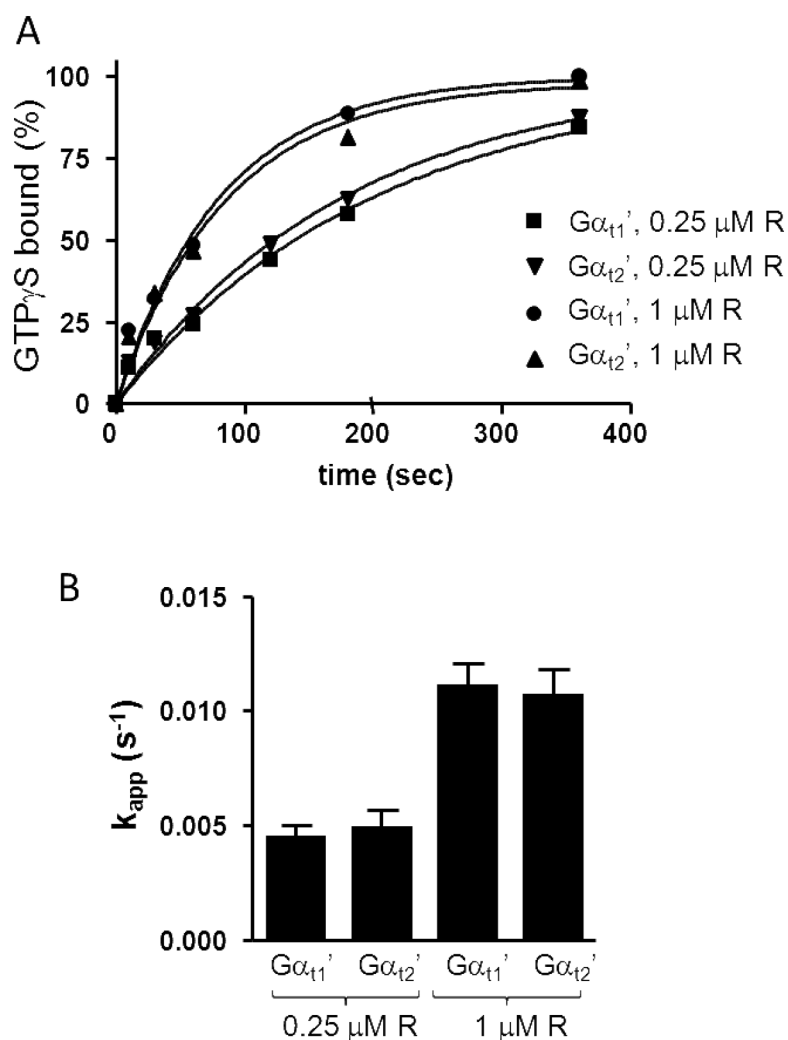 A
GTPγS bound (%)
100
75
50
25
0
0 100 200 300 400
time (sec)
Gαt1’, 0.25 μM R
Gαt2’, 0.25 μM R
Gαt1’, 1 μM R
Gαt2’, 1 μM R
B
kapp (s-1)
0.015
0.010
0.005
0.000
Gαt1’ Gαt2’ Gαt1’ Gαt2’
0.25 μM R 1 μM R